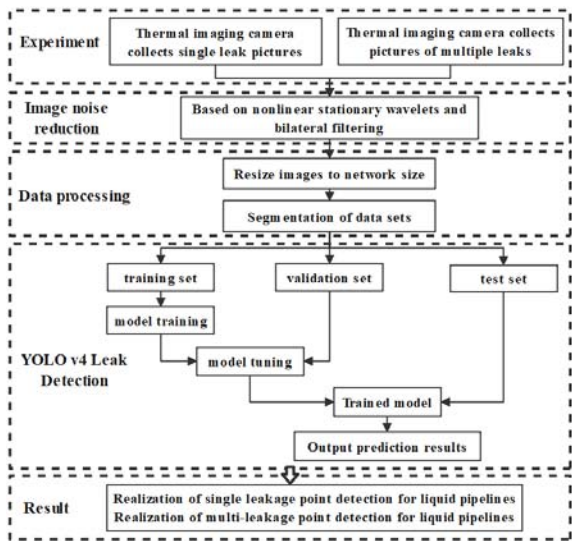 Experiment
Thermal imaging camera
collects single leak pictures
Thermal imaging camera collects
pictures of multiple leaks
Image noise
reduction
Based on nonlinear stationary wavelets and
bilateral filtering
Data processing
Resize images to network size
Segmentation of data sets
YOLO v4 Leak
Detection
training set
validation set
test set
model training
model tuning
Trained model
Output prediction results
Result
Realization of single leakage point detection for liquid pipelines
Realization of multi-leakage point detection for liquid pipelines